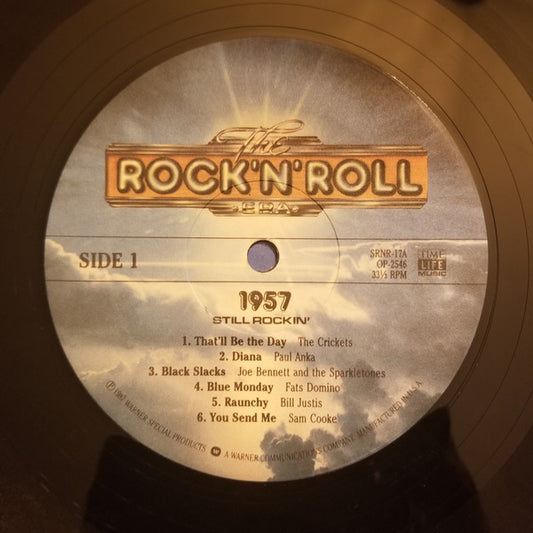 The
ROCK'N'ROLL
ERA
SIDE 1
SRNR-17A
OP-2546
33⅓ RPM
TIME
LIFE
MUSIC
1957
STILL ROCKIN'
1. That'll Be the Day The Crickets
2. Diana Paul Anka
3. Black Slacks Joe Bennett and the Sparkletones
4. Blue Monday Fats Domino
5. Raunchy Bill Justis
6. You Send Me Sam Cooke
℗ 1987 WARNER SPECIAL PRODUCTS A WARNER COMMUNICATIONS COMPANY. MANUFACTURED IN U.S.A.